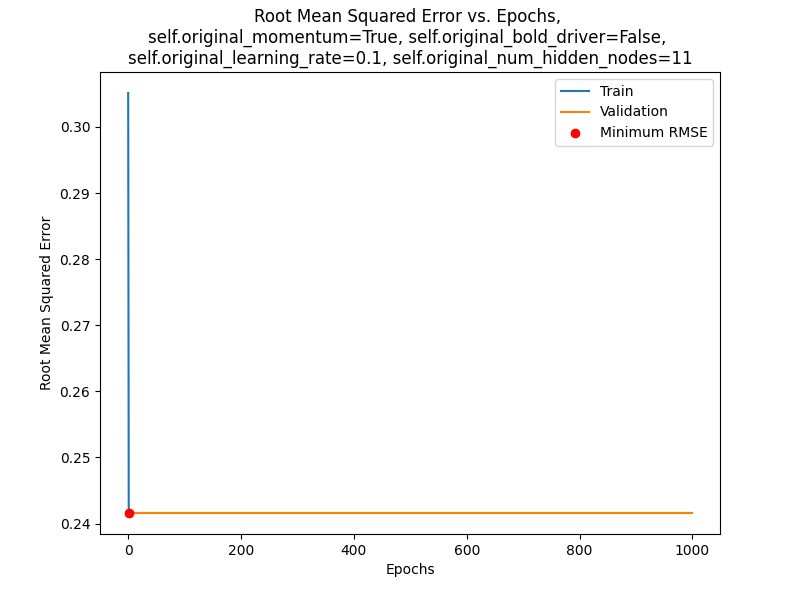 Root Mean Squared Error vs. Epochs,
self.original_momentum=True, self.original_bold_driver=False,
self.original_learning_rate=0.1, self.original_num_hidden_nodes=11
Train
Validation
Minimum RMSE
Root Mean Squared Error
0.30
0.29
0.28
0.27
0.26
0.25
0.24
0 200 400 600 800 1000
Epochs